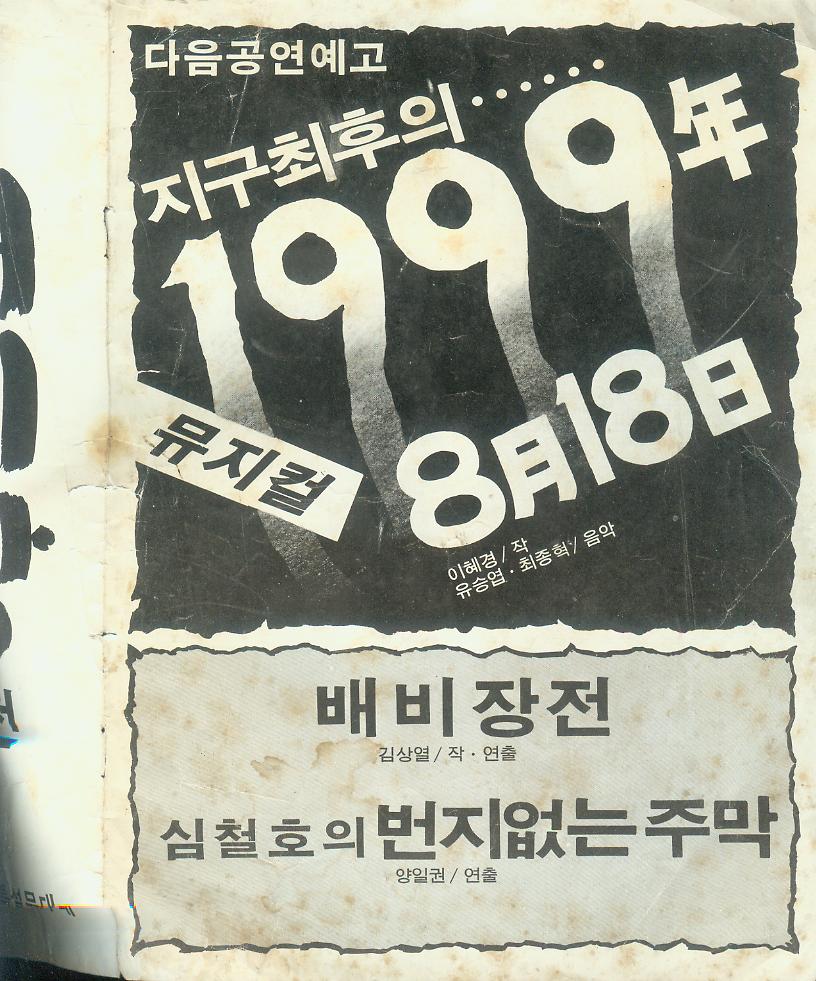 다음공연예고
지구최후의······
1999年
8月18日
뮤지컬
이혜경 / 작
유승엽 · 최종혁 / 음악
배비장전
김상열 / 작 · 연출
심철호의 번지없는 주막
양일권 / 연출